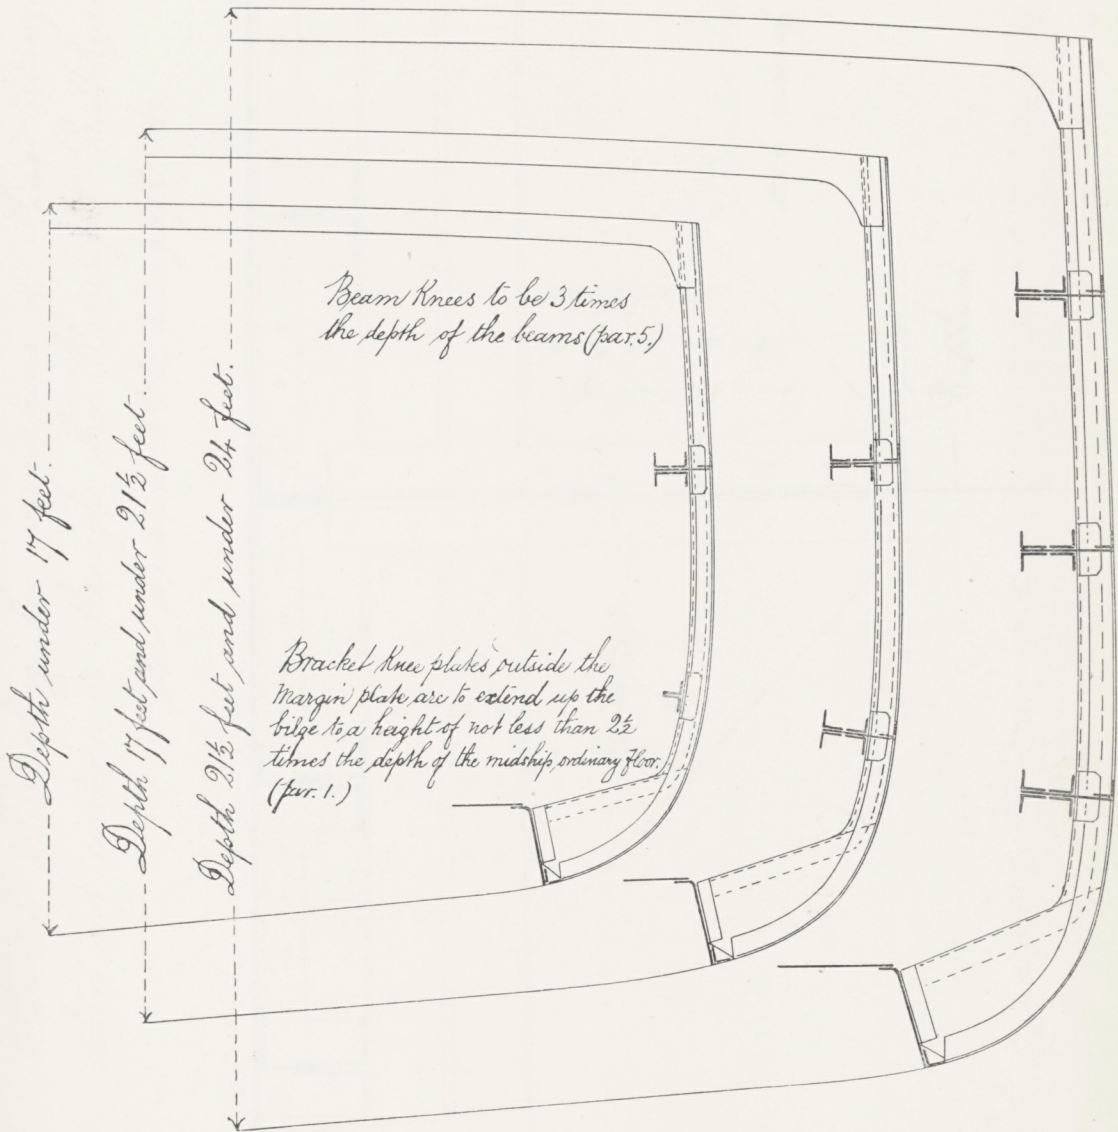 Depth under 17 feet.
Depth 17 feet and under 21½ feet.
Depth 21½ feet and under 24 feet.
Beam Knees to be 3 times
the depth of the beams (par. 5.)
Bracket Knee plates outside the
Margin plate are to extend up the
bilge to a height of not less than 2½
times the depth of the midship ordinary floor.
(par. 1.)